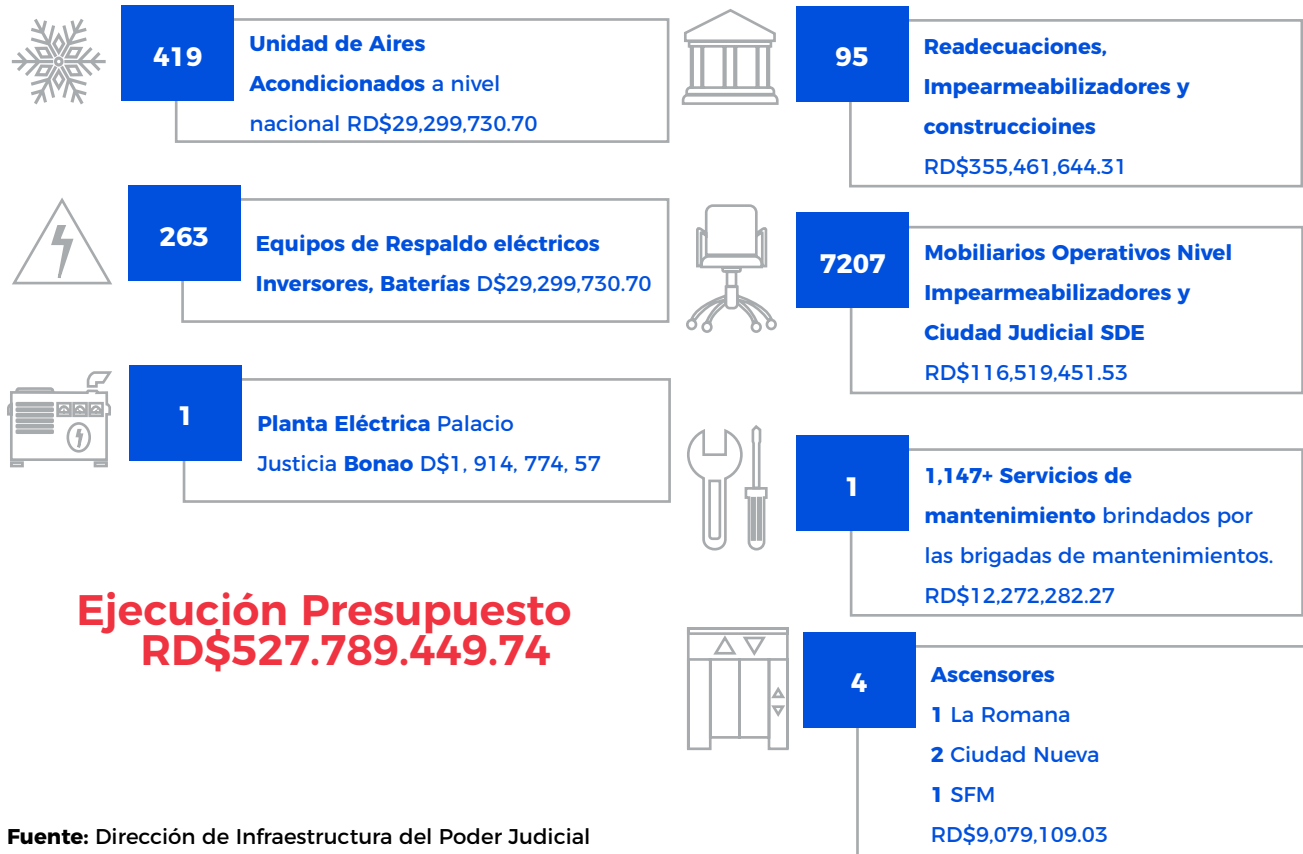 419
Unidad de Aires
Acondicionados a nivel
nacional RD$29,299,730.70
263
Equipos de Respaldo eléctricos
Inversores, Baterías D$29,299,730.70
1
Planta Eléctrica Palacio
Justicia Bonao D$1, 914, 774, 57
Ejecución Presupuesto
RD$527.789.449.74
95
Readecuaciones,
Impearmeabilizadores y
construccioines
RD$355,461,644.31
7207
Mobiliarios Operativos Nivel
Impearmeabilizadores y
Ciudad Judicial SDE
RD$116,519,451.53
1
1,147+ Servicios de
mantenimiento brindados por
las brigadas de mantenimientos.
RD$12,272,282.27
4
Ascensores
1 La Romana
2 Ciudad Nueva
1 SFM
RD$9,079,109.03
Fuente: Dirección de Infraestructura del Poder Judicial